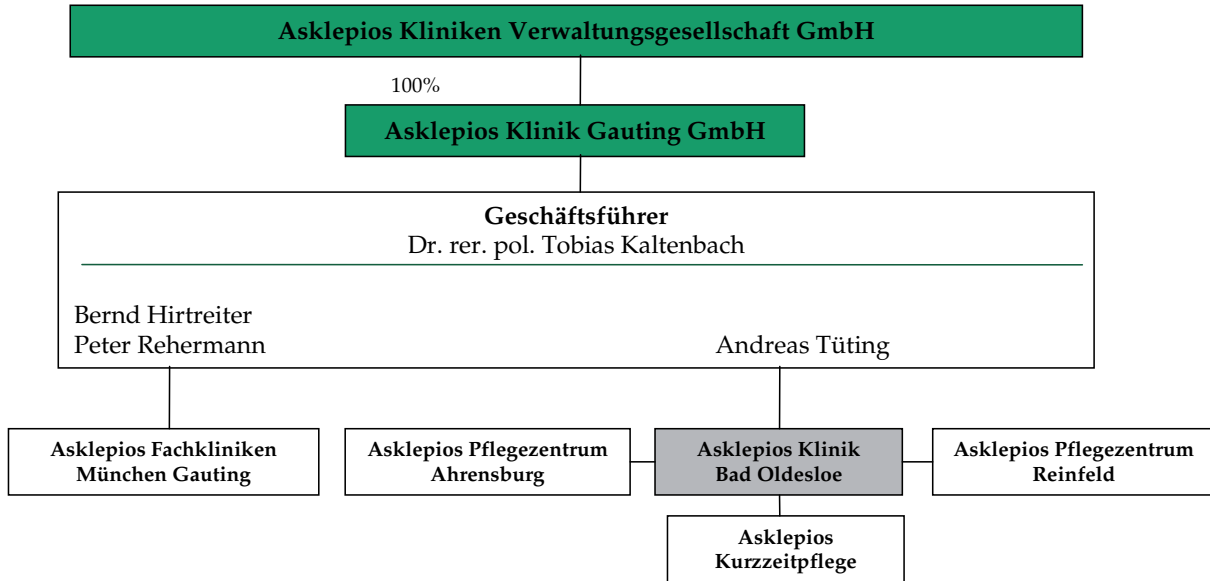 Asklepios Kliniken Verwaltungsgesellschaft GmbH
100%
Asklepios Klinik Gauting GmbH
Geschäftsführer
Dr. rer. pol. Tobias Kaltenbach
Bernd Hirtreiter
Peter Rehermann
Andreas Tüting
Asklepios Fachkliniken
München Gauting
Asklepios Pflegezentrum
Ahrensburg
Asklepios Klinik
Bad Oldesloe
Asklepios Pflegezentrum
Reinfeld
Asklepios
Kurzzeitpflege